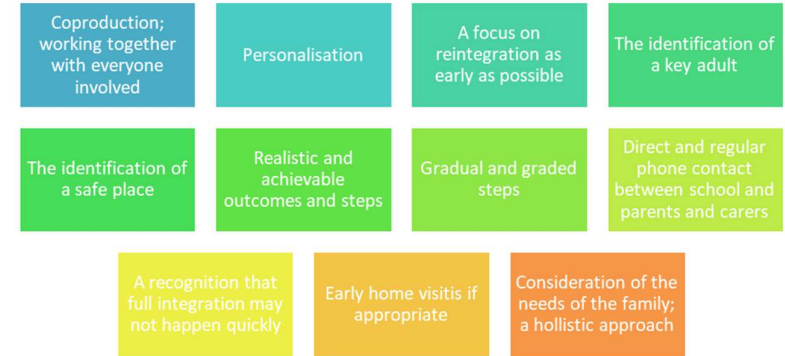 Coproduction;
working together
with everyone
involved
Personalisation
A focus on
reintegration as
early as possible
The identification of
a key adult
The identification of
a safe place
Realistic and
achievable
outcomes and steps
Gradual and graded
steps
Direct and regular
phone contact
between school and
parents and carers
A recognition that
full integration may
not happen quickly
Early home visitis if
appropriate
Consideration of the
needs of the family;
a hollistic approach